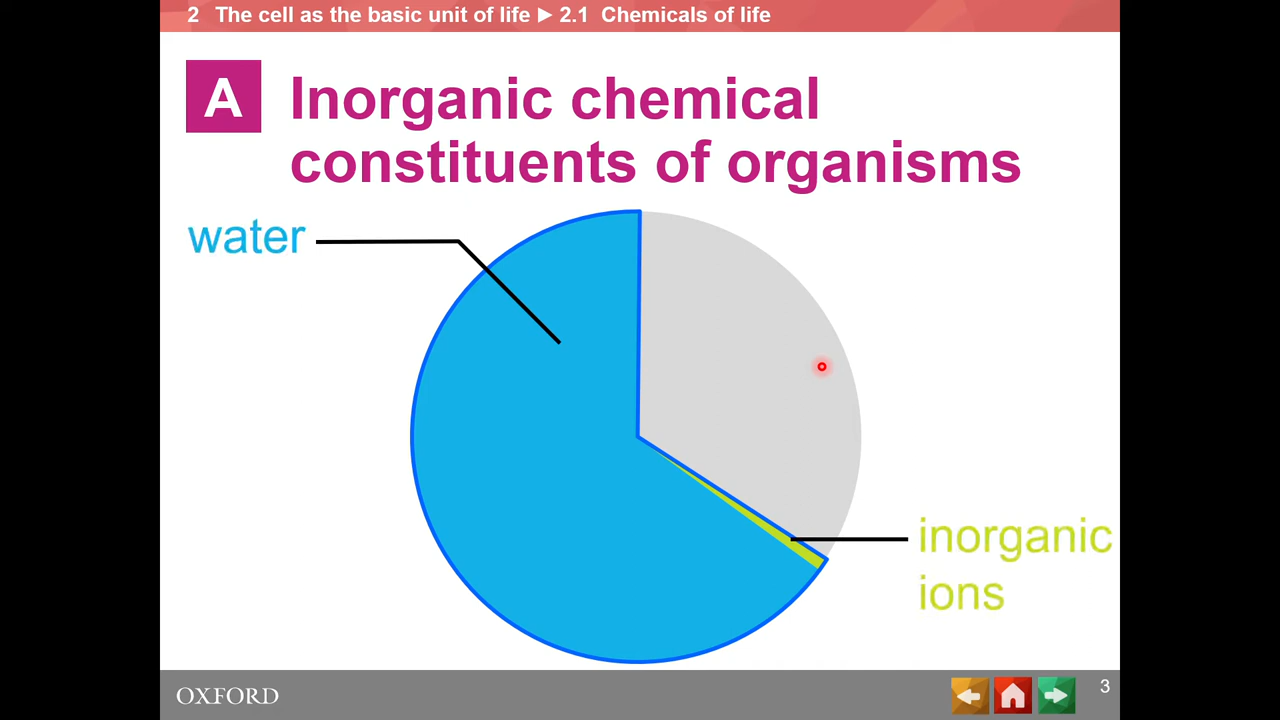 2 The cell as the basic unit of life ► 2.1 Chemicals of life
A Inorganic chemical
constituents of organisms
water
inorganic
ions
OXFORD
3